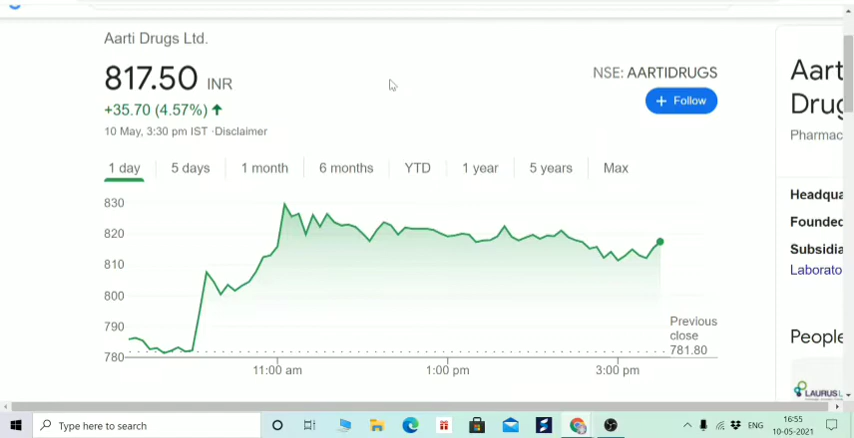 Aarti Drugs Ltd.
817.50 INR
+35.70 (4.57%) ↑
10 May, 3:30 pm IST · Disclaimer
NSE: AARTIDRUGS
+ Follow
1 day
5 days
1 month
6 months
YTD
1 year
5 years
Max
830
820
810
800
790
780
Previous
close
781.80
11:00 am
1:00 pm
3:00 pm
Aart
Drug
Pharmac
Headqua
Founded
Subsidia
Laborato
People
LAURUS L
Type here to search
ENG
16:55
10-05-2021